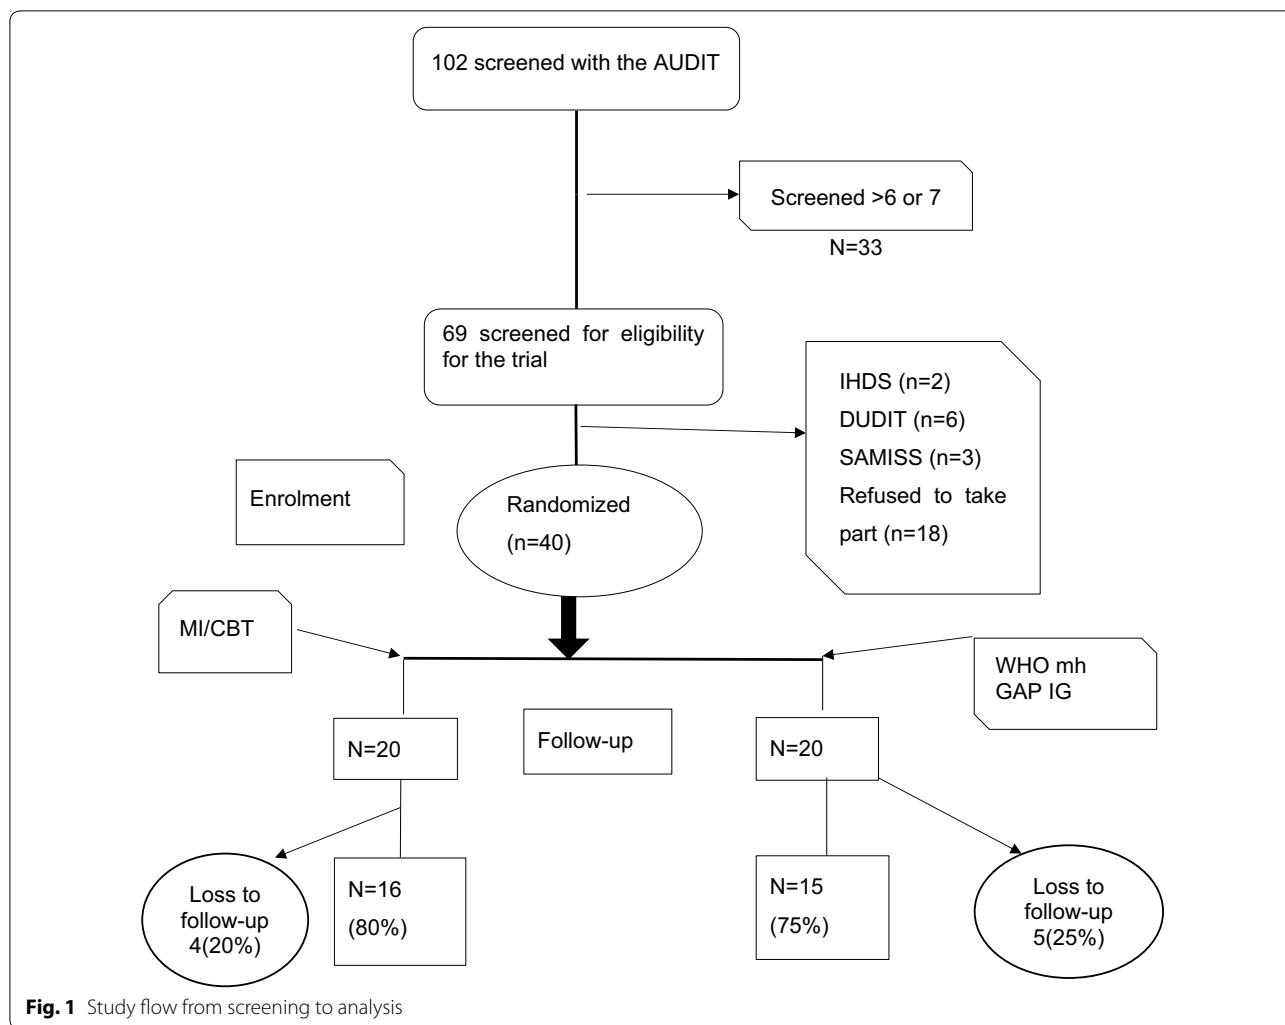 102 screened with the AUDIT
Screened >6 or 7
N=33
69 screened for eligibility
for the trial
IHDS (n=2)
DUDIT (n=6)
SAMISS (n=3)
Refused to take
part (n=18)
Enrolment
Randomized
(n=40)
MI/CBT
WHO mh
GAP IG
N=20
Follow-up
N=20
Loss to
follow-up
4(20%)
N=16
(80%)
N=15
(75%)
Loss to
follow-up
5(25%)
Fig. 1 Study flow from screening to analysis